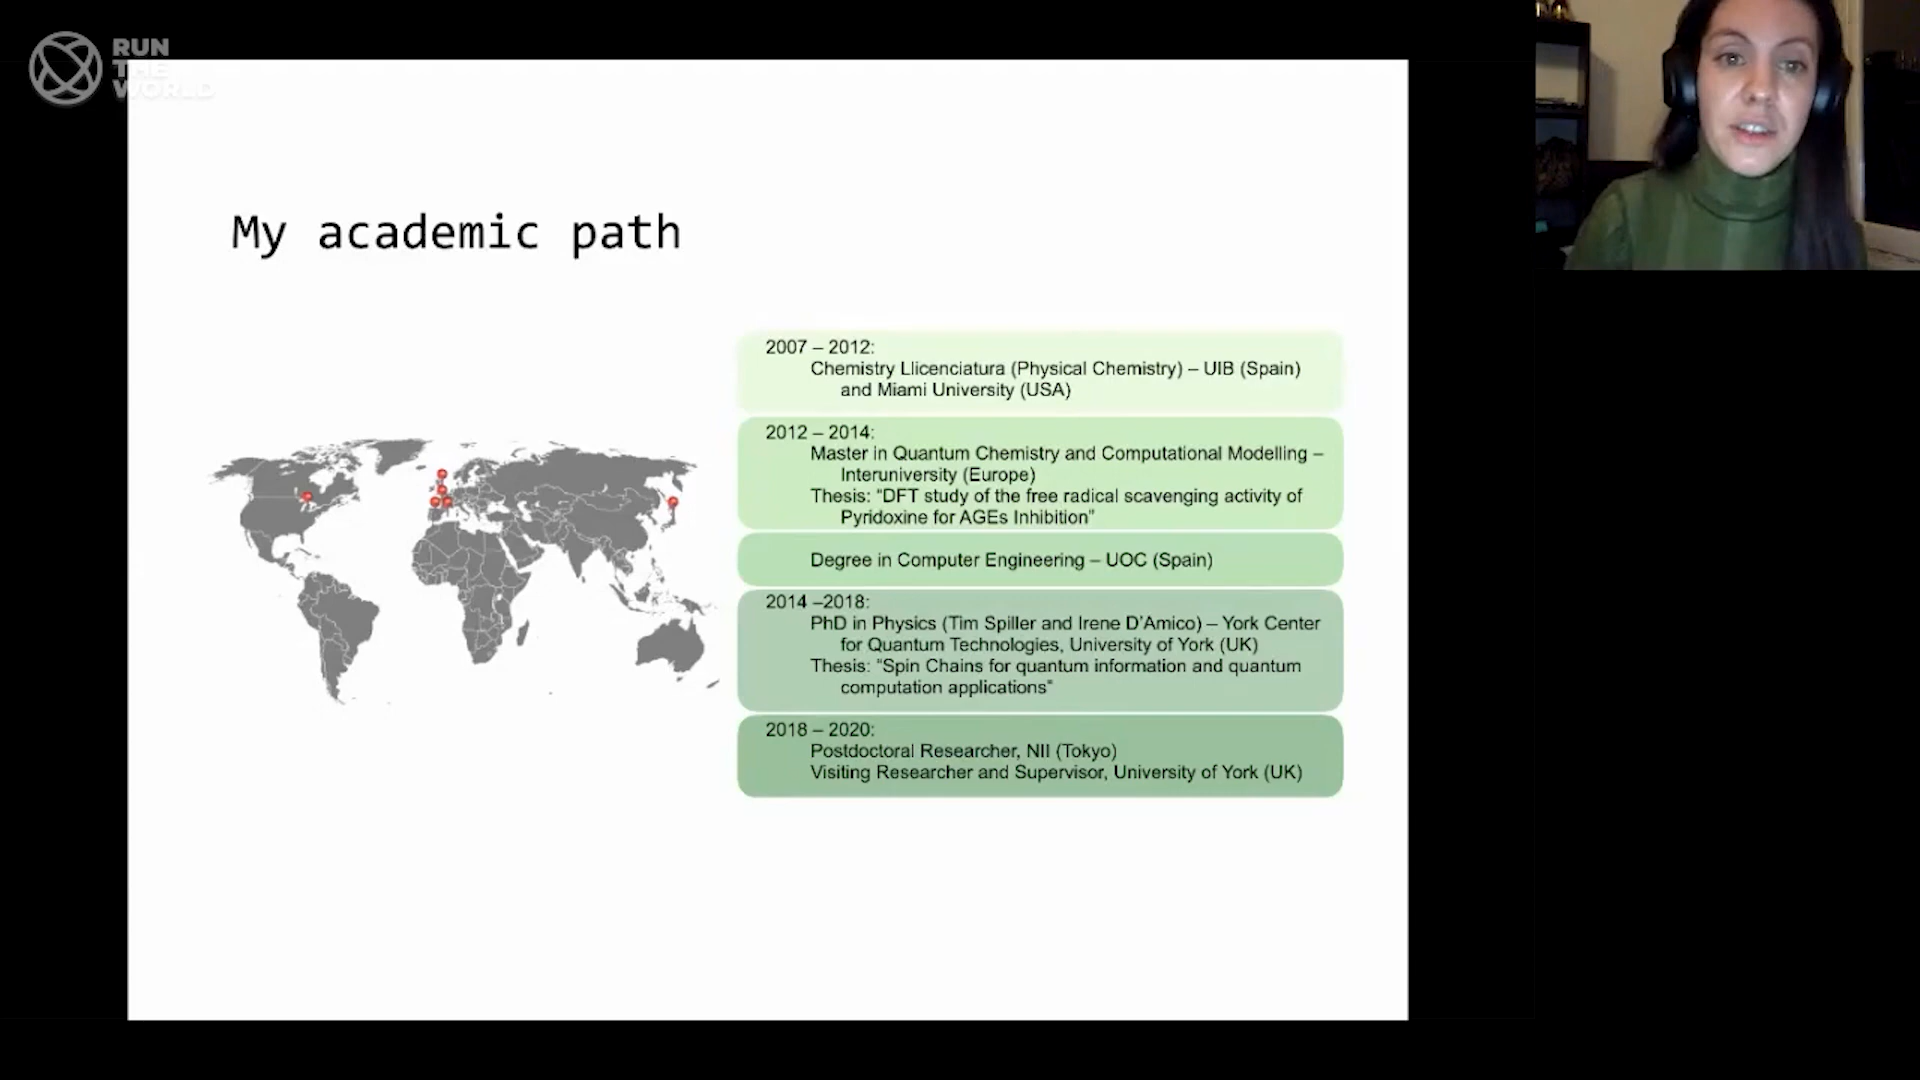 RUN
THE
WORLD
My academic path
2007 – 2012:
Chemistry Llicenciatura (Physical Chemistry) – UIB (Spain)
and Miami University (USA)
2012 – 2014:
Master in Quantum Chemistry and Computational Modelling –
Interuniversity (Europe)
Thesis: “DFT study of the free radical scavenging activity of
Pyridoxine for AGEs Inhibition”
Degree in Computer Engineering – UOC (Spain)
2014 –2018:
PhD in Physics (Tim Spiller and Irene D’Amico) – York Center
for Quantum Technologies, University of York (UK)
Thesis: “Spin Chains for quantum information and quantum
computation applications“
2018 – 2020:
Postdoctoral Researcher, NII (Tokyo)
Visiting Researcher and Supervisor, University of York (UK)